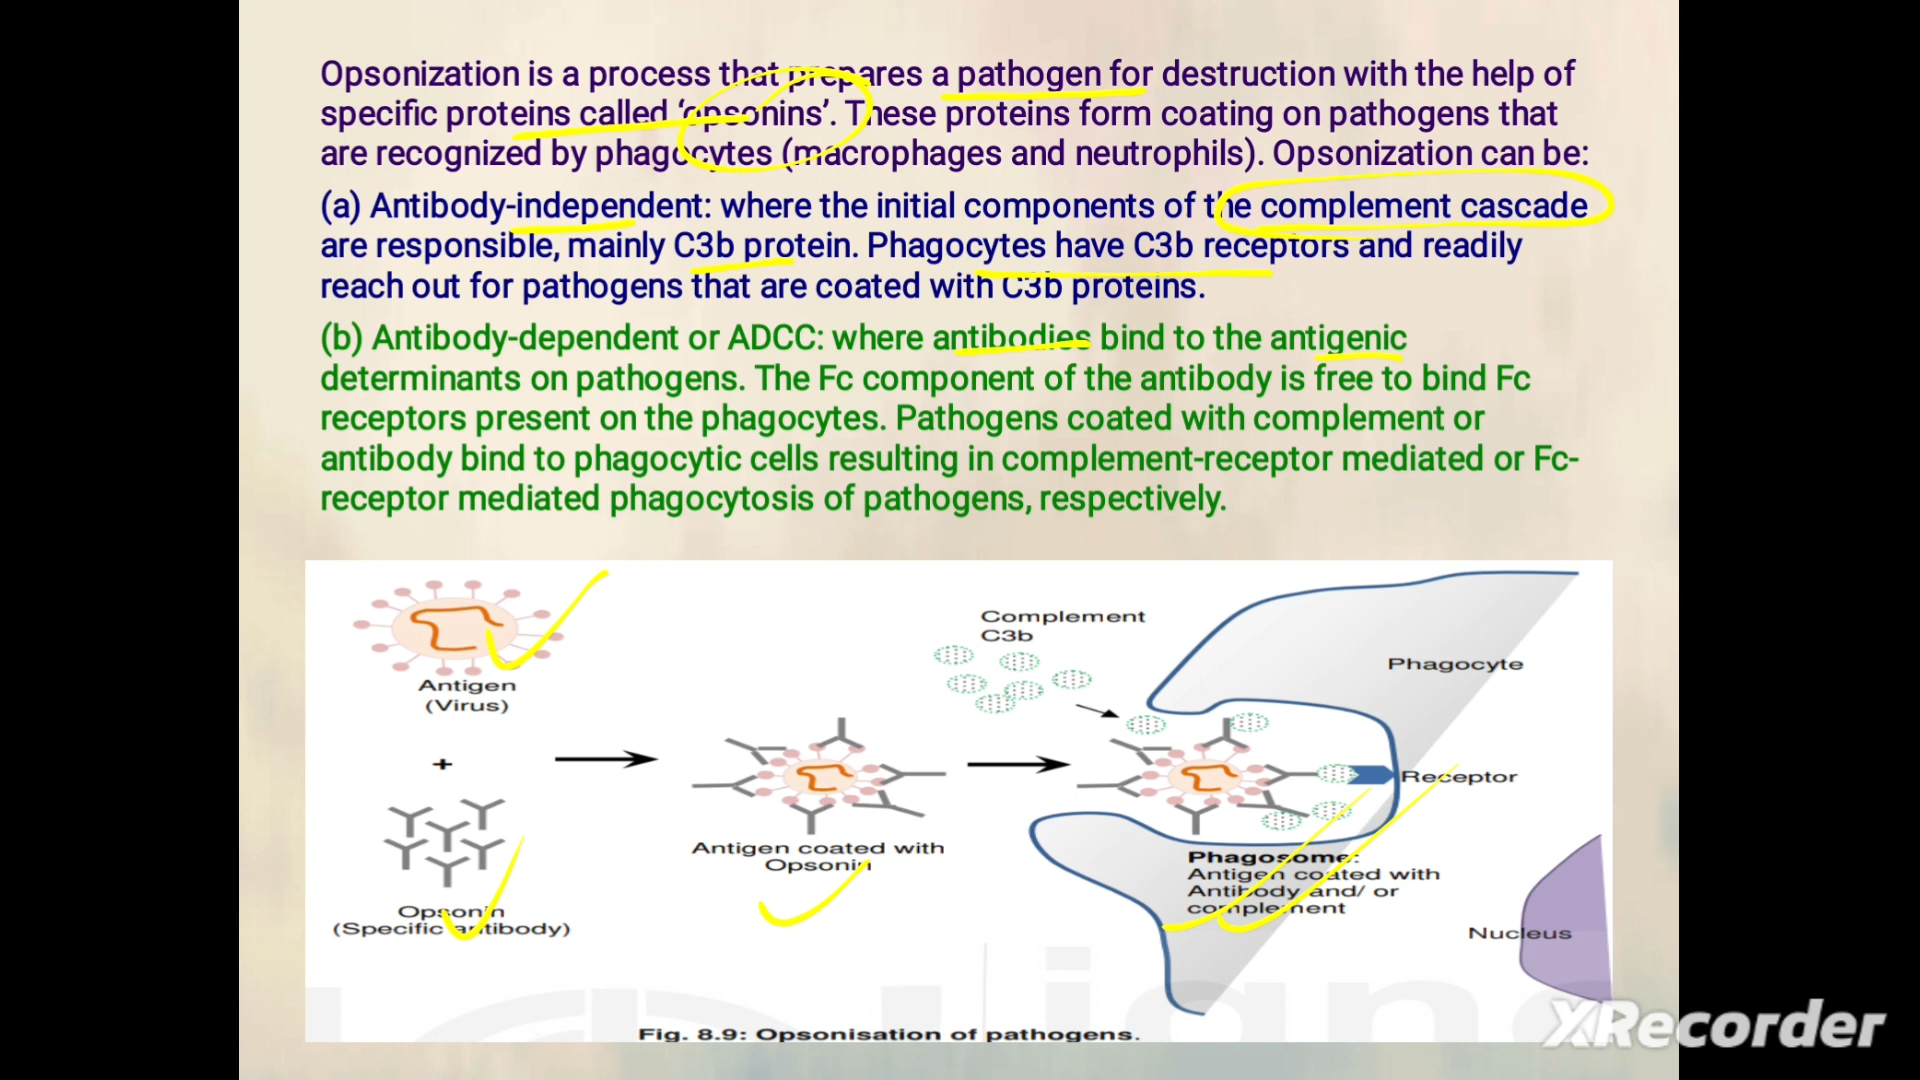 Opsonization is a process that prepares a pathogen for destruction with the help of
specific proteins called ‘opsonins’. These proteins form coating on pathogens that
are recognized by phagocytes (macrophages and neutrophils). Opsonization can be:
(a) Antibody-independent: where the initial components of the complement cascade
are responsible, mainly C3b protein. Phagocytes have C3b receptors and readily
reach out for pathogens that are coated with C3b proteins.
(b) Antibody-dependent or ADCC: where antibodies bind to the antigenic
determinants on pathogens. The Fc component of the antibody is free to bind Fc
receptors present on the phagocytes. Pathogens coated with complement or
antibody bind to phagocytic cells resulting in complement-receptor mediated or Fc-
receptor mediated phagocytosis of pathogens, respectively.
Antigen
(Virus)
+
Opsonin
(Specific antibody)
Antigen coated with
Opsonin
Complement
C3b
Phagocyte
Receptor
Phagosome:
Antigen coated with
Antibody and/ or
complement
Nucleus
Fig. 8.9: Opsonisation of pathogens.
XRecorder